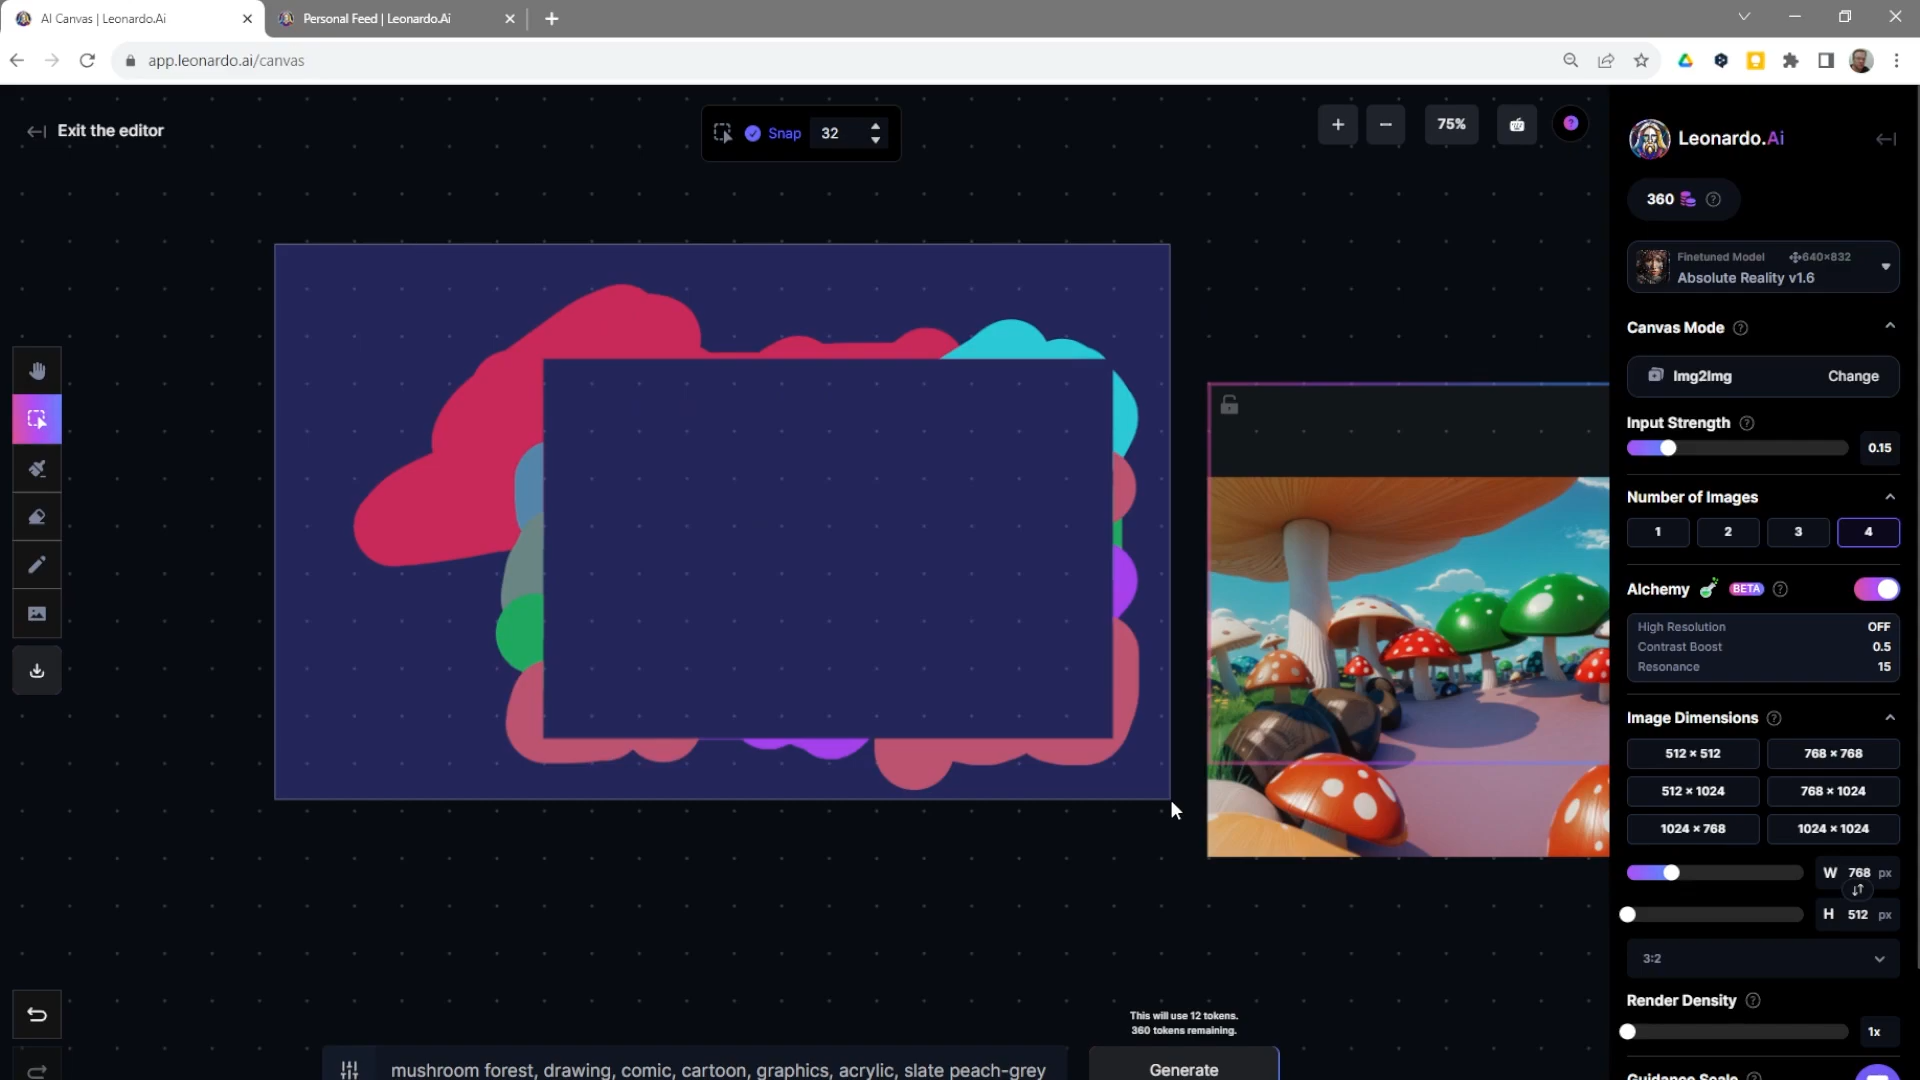 AI Canvas | Leonardo.Ai
Personal Feed | Leonardo.Ai
app.leonardo.ai/canvas
Exit the editor
Snap 32
75%
Leonardo.Ai
360
Finetuned Model 640×832
Absolute Reality v1.6
Canvas Mode
Img2Img Change
Input Strength
0.15
Number of Images
1 2 3 4
Alchemy BETA
High Resolution OFF
Contrast Boost 0.5
Resonance 15
Image Dimensions
512 × 512 768 × 768
512 × 1024 768 × 1024
1024 × 768 1024 × 1024
W 768 px
H 512 px
3:2
Render Density
1x
This will use 12 tokens.
360 tokens remaining.
mushroom forest, drawing, comic, cartoon, graphics, acrylic, slate peach-grey
Generate
Guidance Scale